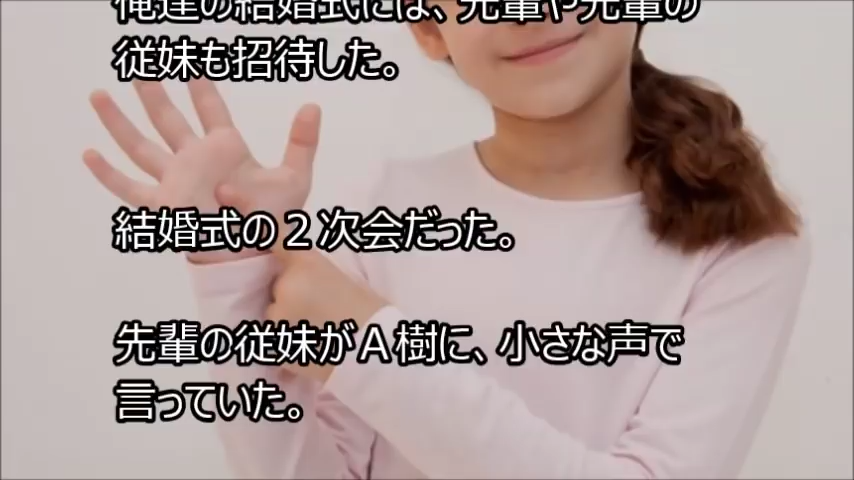 俺達の結婚式には、先輩や先輩の
従妹も招待した。
結婚式の２次会だった。
先輩の従妹がＡ樹に、小さな声で
言っていた。